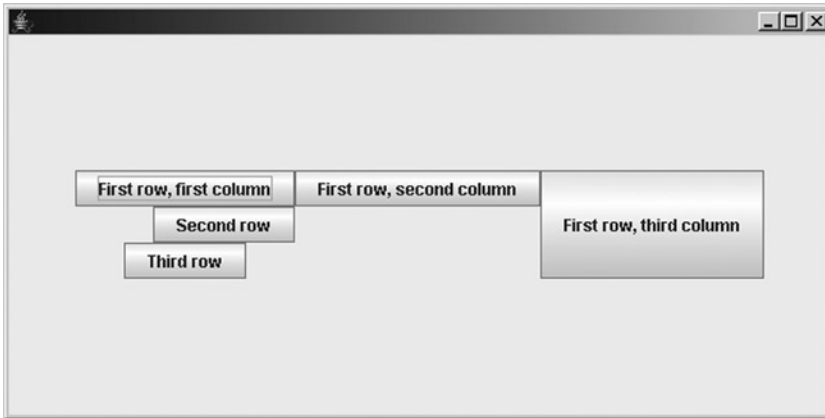 First row, first column
First row, second column
First row, third column
Second row
Third row